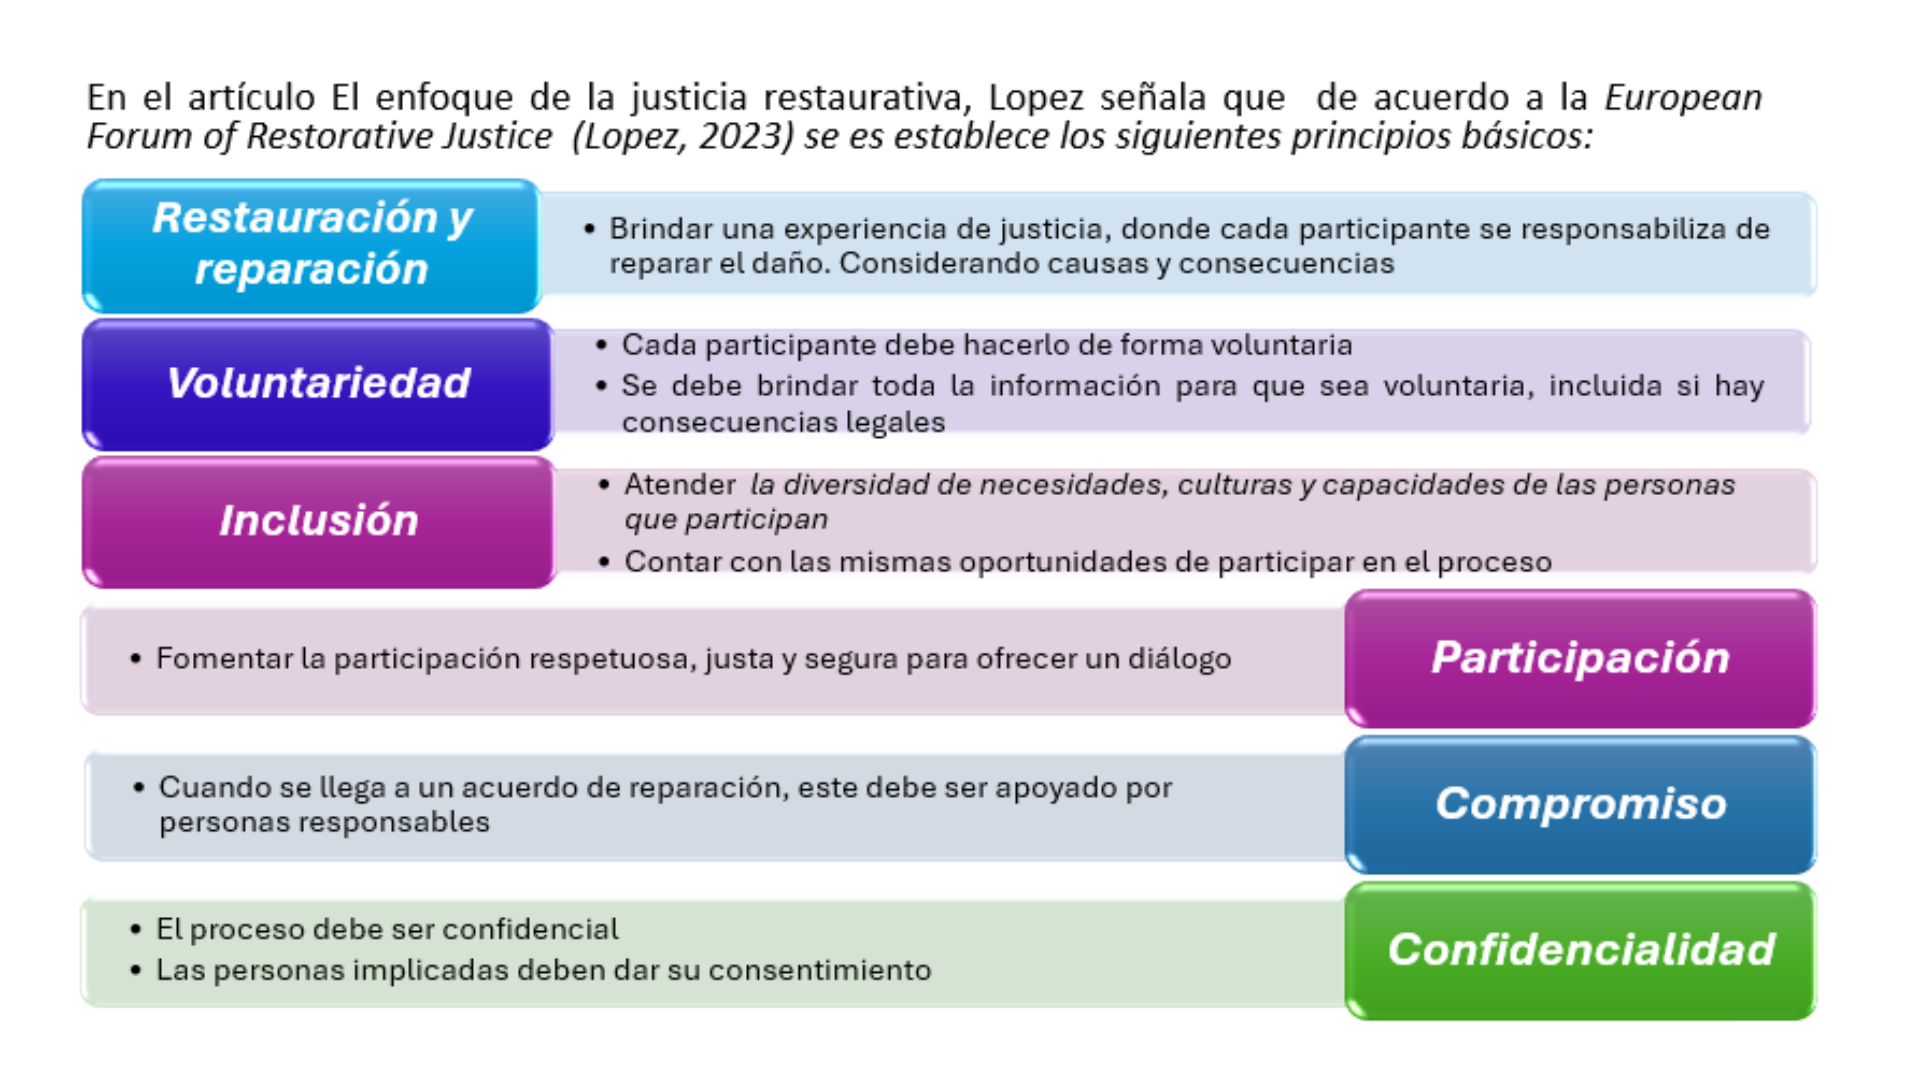 En el artículo El enfoque de la justicia restaurativa, Lopez señala que de acuerdo a la European
Forum of Restorative Justice (Lopez, 2023) se es establece los siguientes principios básicos:
Restauración y
reparación
• Brindar una experiencia de justicia, donde cada participante se responsabiliza de
reparar el daño. Considerando causas y consecuencias
Voluntariedad
• Cada participante debe hacerlo de forma voluntaria
• Se debe brindar toda la información para que sea voluntaria, incluida si hay
consecuencias legales
Inclusión
• Atender la diversidad de necesidades, culturas y capacidades de las personas
que participan
• Contar con las mismas oportunidades de participar en el proceso
• Fomentar la participación respetuosa, justa y segura para ofrecer un diálogo
Participación
• Cuando se llega a un acuerdo de reparación, este debe ser apoyado por
personas responsables
Compromiso
• El proceso debe ser confidencial
• Las personas implicadas deben dar su consentimiento
Confidencialidad